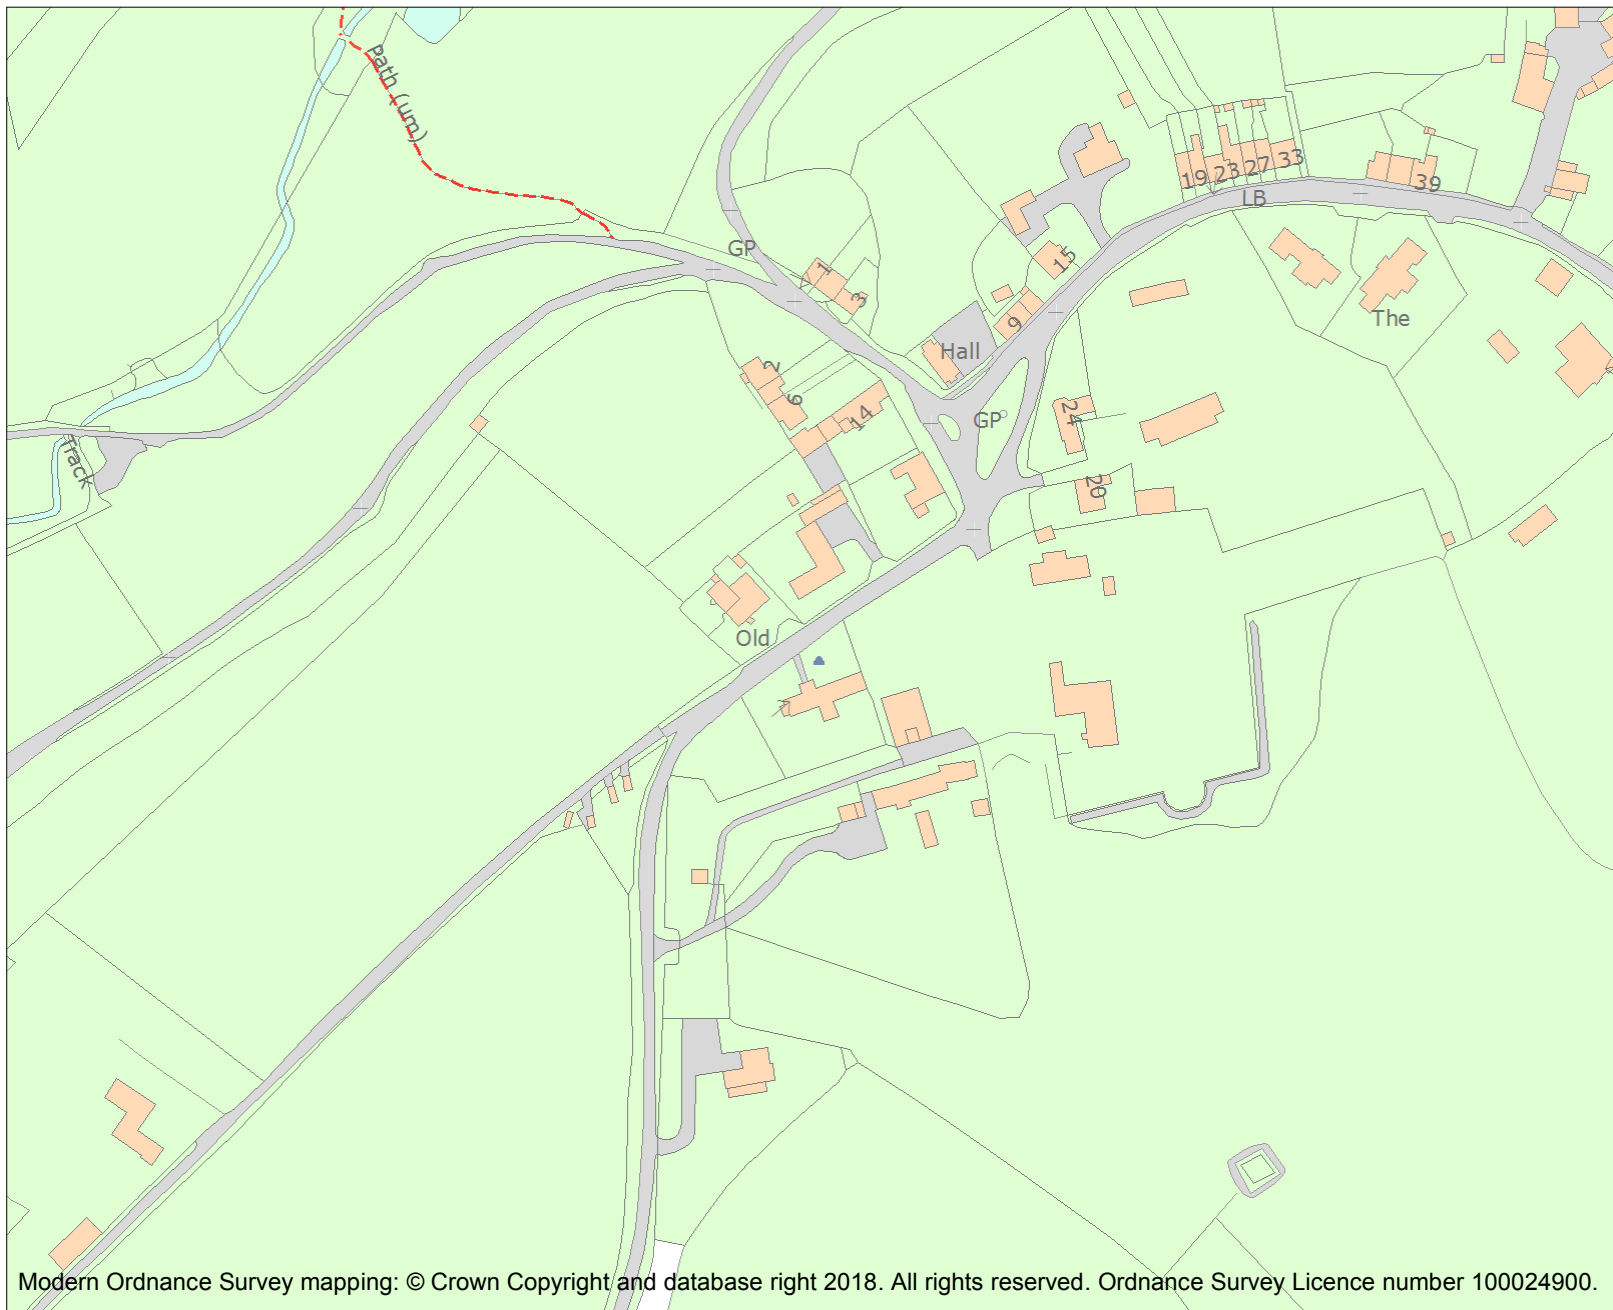 Path (um)
GP
1
3
19 23 27 33
LB
39
15
9
Hall
The
2
6
14
GP
24
20
Track
Old
Modern Ordnance Survey mapping: © Crown Copyright and database right 2018. All rights reserved. Ordnance Survey Licence number 100024900.